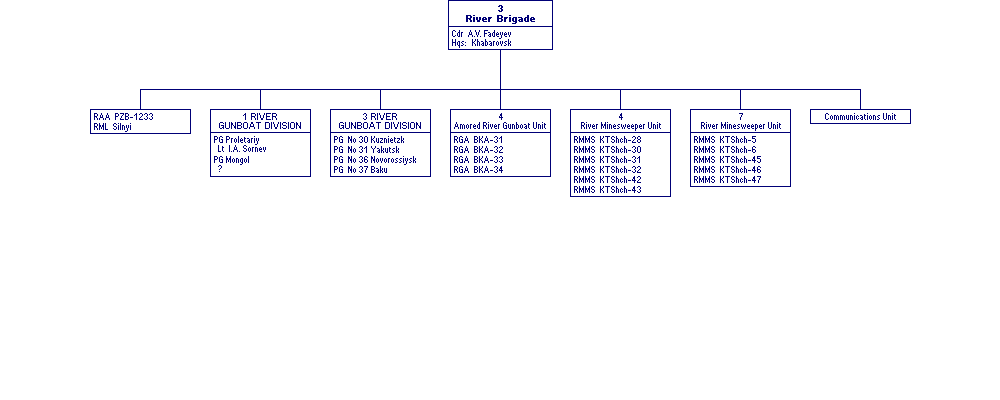 3
River Brigade
Cdr A.V. Fadeyev
Hqs: Khabarovsk
RAA PZB-1233
RML Silnyi
1 RIVER
GUNBOAT DIVISION
PG Proletariy
Lt I.A. Sornev
PG Mongol
?
3 RIVER
GUNBOAT DIVISION
PG No 30 Kuznietzk
PG No 31 Yakutsk
PG No 36 Novorossiysk
PG No 37 Baku
4
Amored River Gunboat Unit
RGA BKA-31
RGA BKA-32
RGA BKA-33
RGA BKA-34
4
River Minesweeper Unit
RMMS KTShch-28
RMMS KTShch-30
RMMS KTShch-31
RMMS KTShch-32
RMMS KTShch-42
RMMS KTShch-43
7
River Minesweeper Unit
RMMS KTShch-5
RMMS KTShch-6
RMMS KTShch-45
RMMS KTShch-46
RMMS KTShch-47
Communications Unit